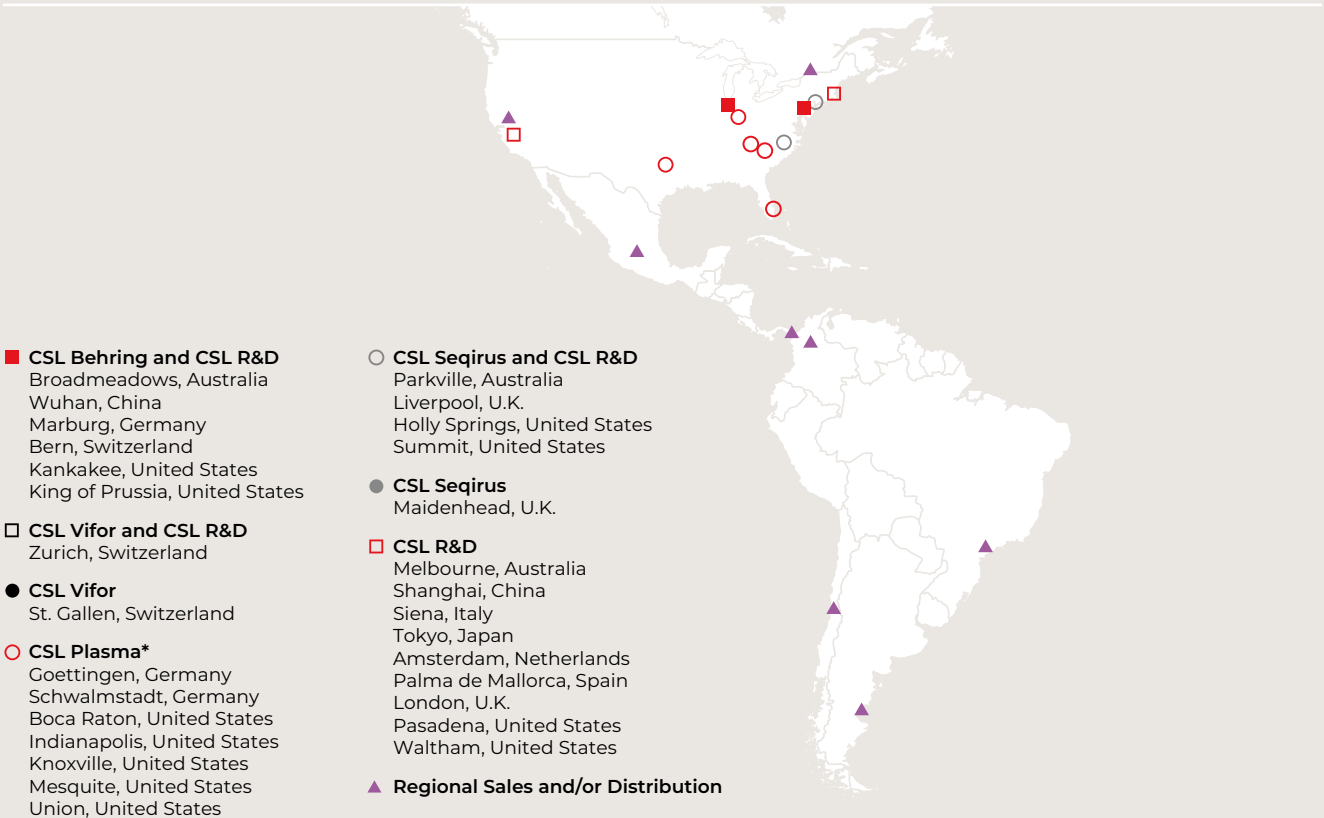 CSL Behring and CSL R&D
Broadmeadows, Australia
Wuhan, China
Marburg, Germany
Bern, Switzerland
Kankakee, United States
King of Prussia, United States
CSL Vifor and CSL R&D
Zurich, Switzerland
CSL Vifor
St. Gallen, Switzerland
CSL Plasma*
Goettingen, Germany
Schwalmstadt, Germany
Boca Raton, United States
Indianapolis, United States
Knoxville, United States
Mesquite, United States
Union, United States
CSL Seqirus and CSL R&D
Parkville, Australia
Liverpool, U.K.
Holly Springs, United States
Summit, United States
CSL Seqirus
Maidenhead, U.K.
CSL R&D
Melbourne, Australia
Shanghai, China
Siena, Italy
Tokyo, Japan
Amsterdam, Netherlands
Palma de Mallorca, Spain
London, U.K.
Pasadena, United States
Waltham, United States
Regional Sales and/or Distribution